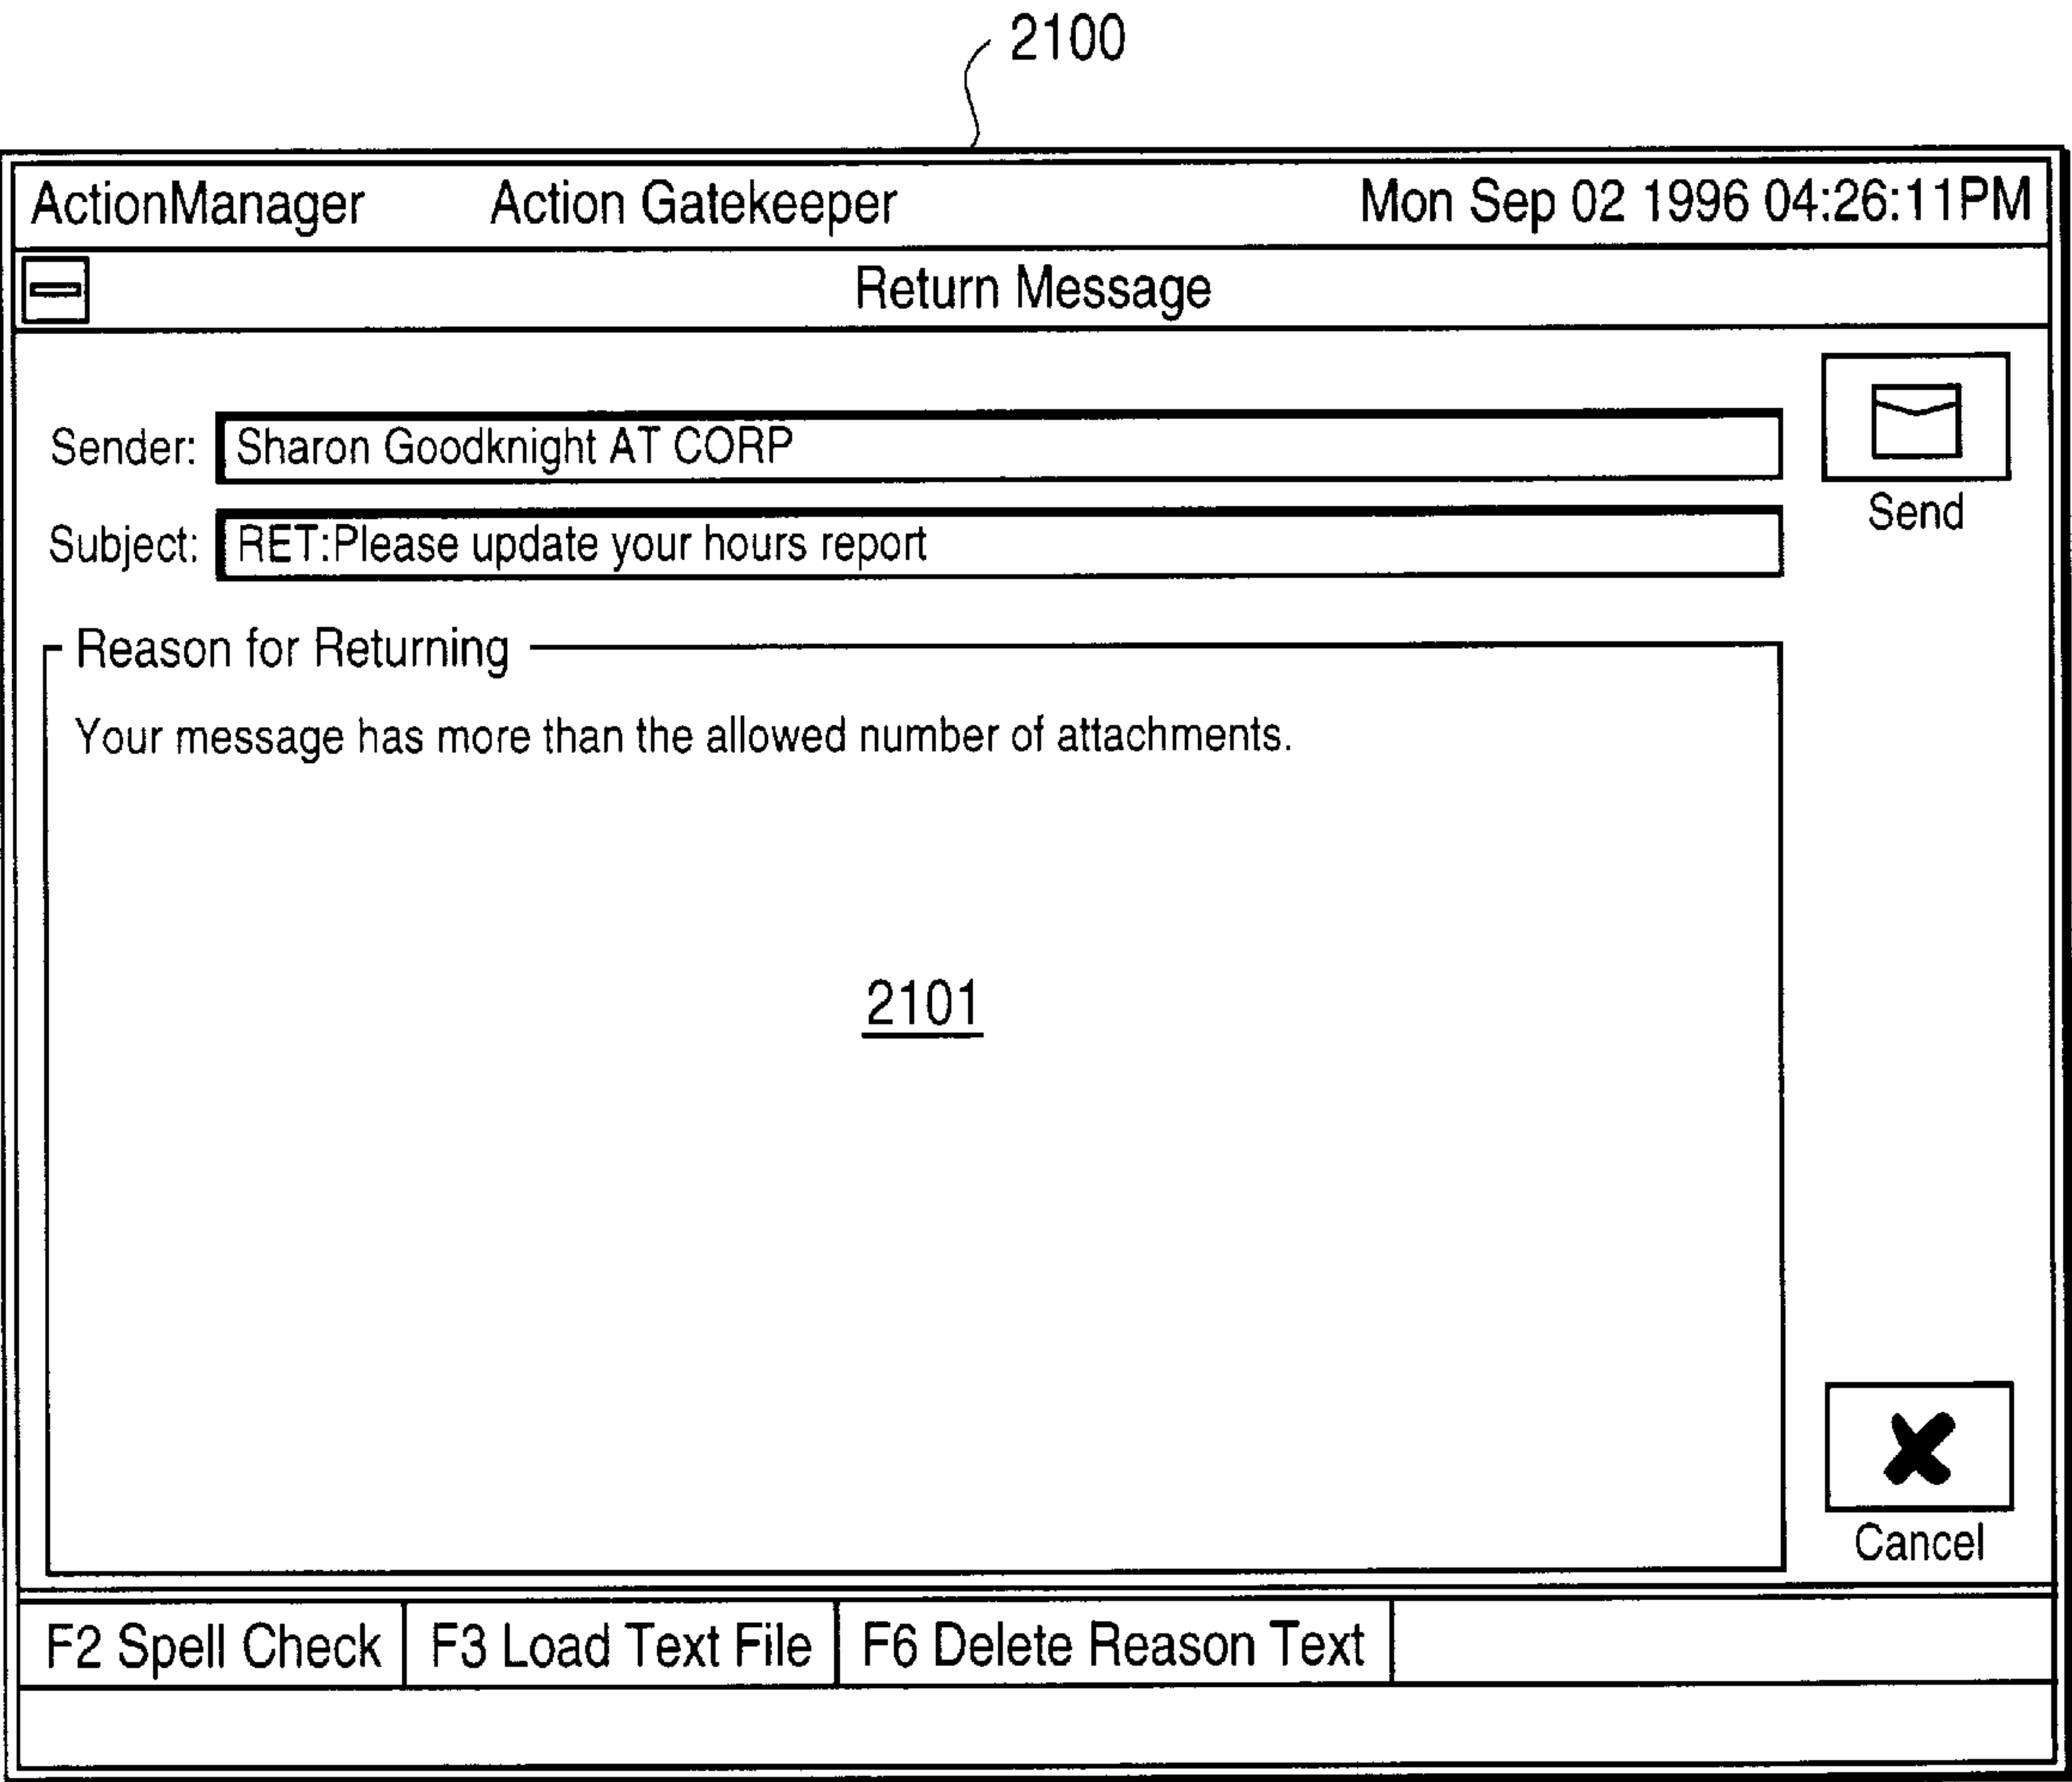 2100
ActionManager Action Gatekeeper Mon Sep 02 1996 04:26:11PM
Return Message
Sender: Sharon Goodknight AT CORP
Send
Subject: RET:Please update your hours report
Reason for Returning
Your message has more than the allowed number of attachments.
2101
Cancel
F2 Spell Check F3 Load Text File F6 Delete Reason Text